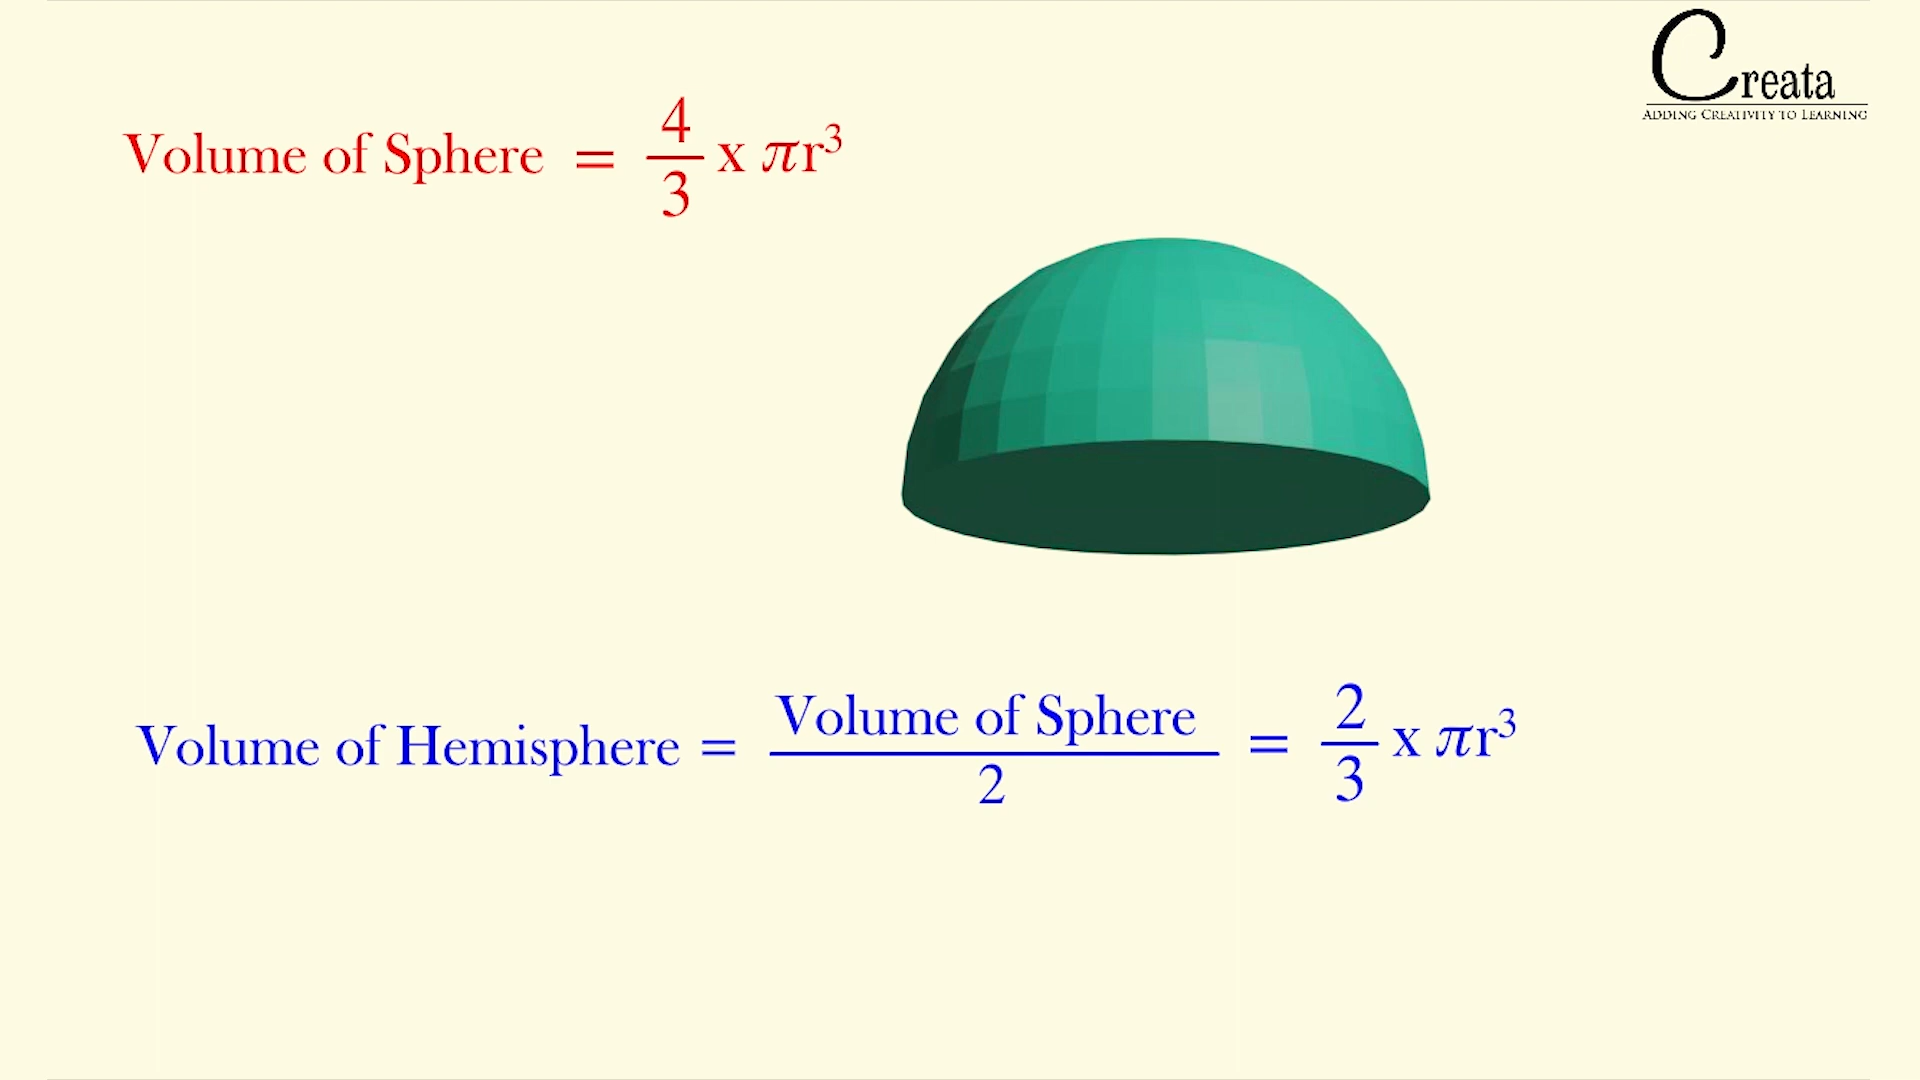 Creata
ADDING CREATIVITY TO LEARNING
Volume of Sphere = 4/3 x πr³
Volume of Hemisphere = Volume of Sphere/2 = 2/3 x πr³